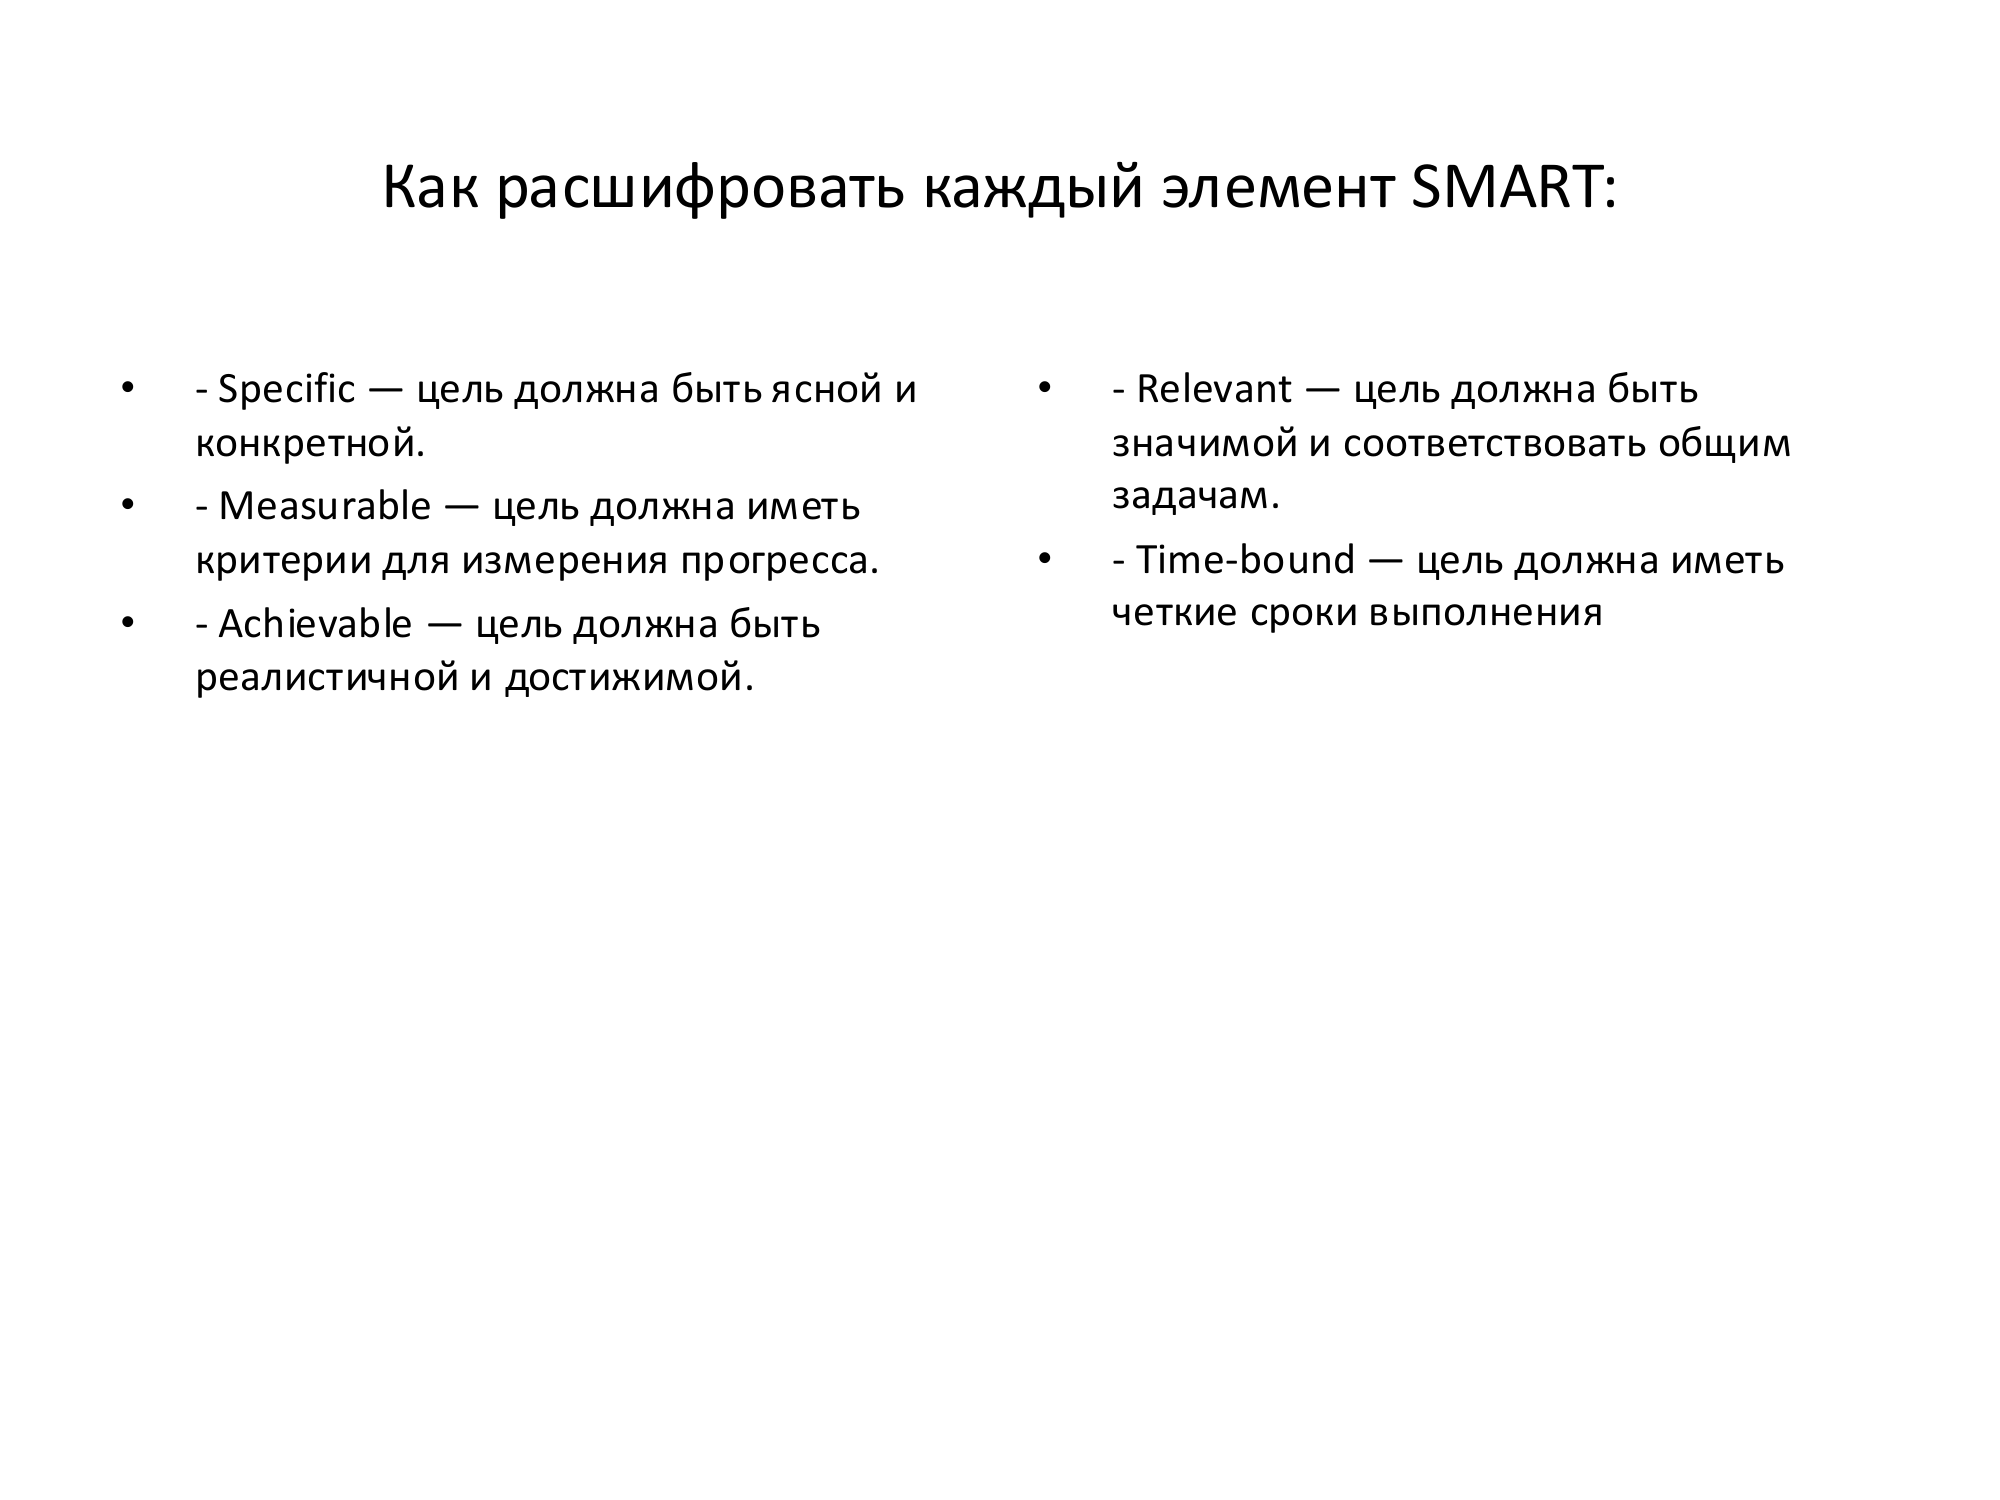 Как расшифровать каждый элемент SMART:
• - Specific — цель должна быть ясной и
конкретной.
• - Measurable — цель должна иметь
критерии для измерения прогресса.
• - Achievable — цель должна быть
реалистичной и достижимой.
• - Relevant — цель должна быть
значимой и соответствовать общим
задачам.
• - Time-bound — цель должна иметь
четкие сроки выполнения